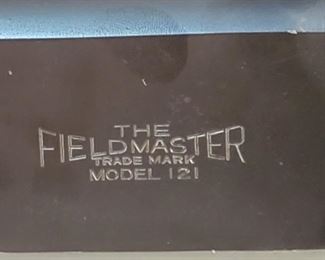 THE
FIELDMASTER
TRADE MARK
MODEL 121